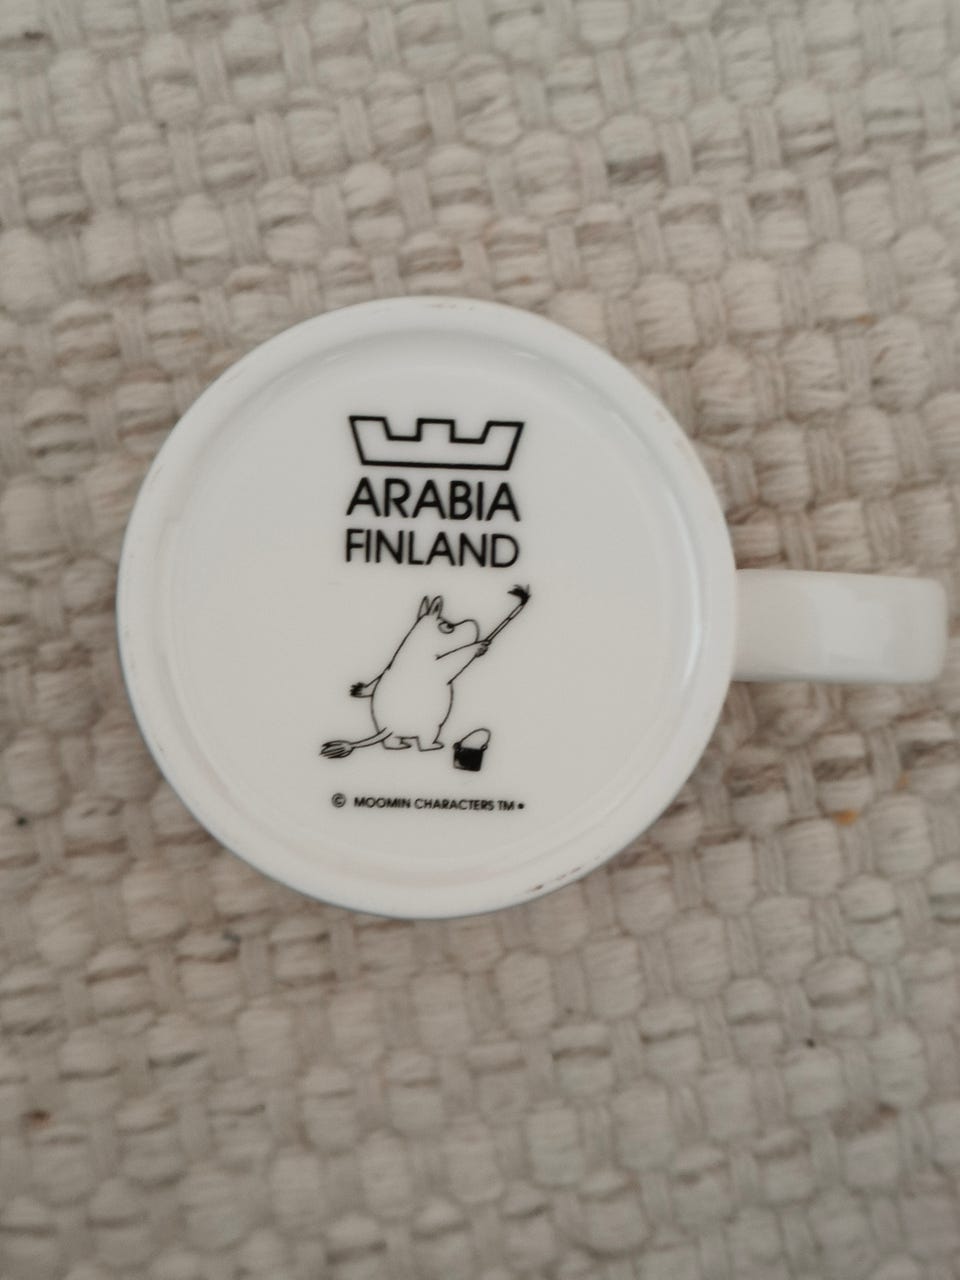 ARABIA
FINLAND
© MOOMIN CHARACTERS TM •